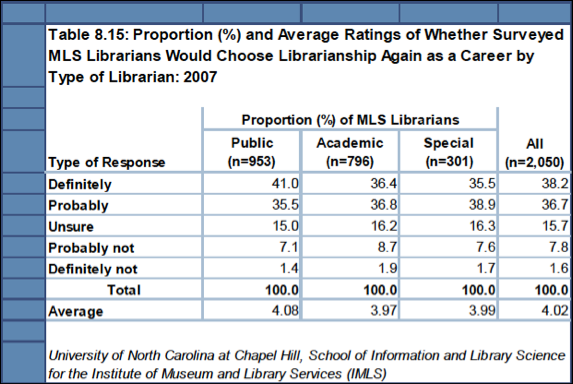 Table 8.15: Proportion (%) and Average Ratings of Whether Surveyed
MLS Librarians Would Choose Librarianship Again as a Career by
Type of Librarian: 2007
Proportion (%) of MLS Librarians
Type of Response Public (n=953) Academic (n=796) Special (n=301) All (n=2,050)
Definitely 41.0 36.4 35.5 38.2
Probably 35.5 36.8 38.9 36.7
Unsure 15.0 16.2 16.3 15.7
Probably not 7.1 8.7 7.6 7.8
Definitely not 1.4 1.9 1.7 1.6
Total 100.0 100.0 100.0 100.0
Average 4.08 3.97 3.99 4.02
University of North Carolina at Chapel Hill, School of Information and Library Science
for the Institute of Museum and Library Services (IMLS)